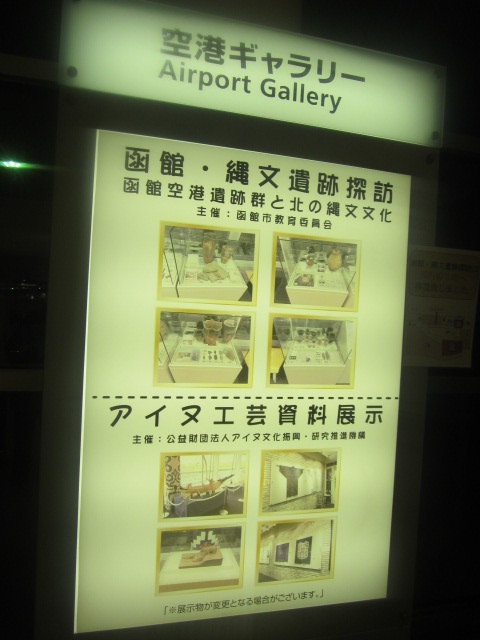 空港ギャラリー
Airport Gallery
函館・縄文遺跡探訪
函館空港遺跡群と北の縄文文化
主催：函館市教育委員会
アイヌ工芸資料展示
主催：公益財団法人アイヌ文化振興・研究推進機構
「※展示物が変更となる場合がございます。」